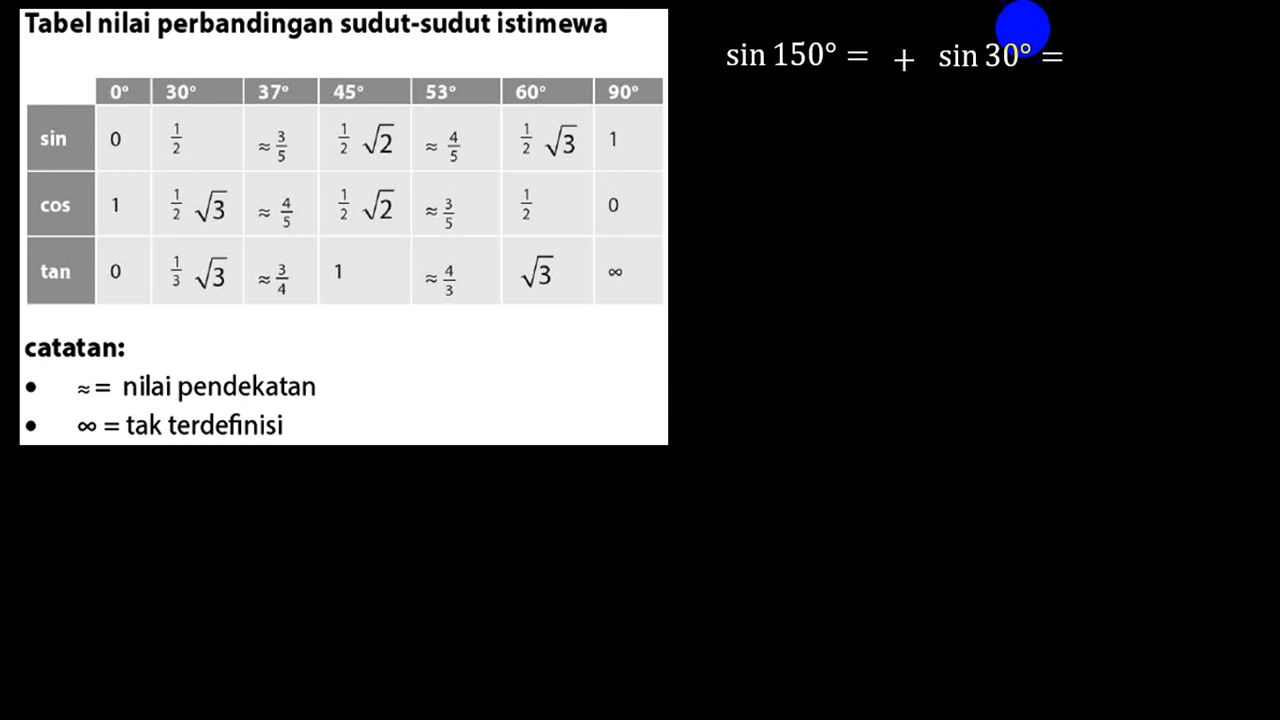 Tabel nilai perbandingan sudut-sudut istimewa
0° 30° 37° 45° 53° 60° 90°
sin 0 1/2 ≈ 3/5 1/2 √2 ≈ 4/5 1/2 √3 1
cos 1 1/2 √3 ≈ 4/5 1/2 √2 ≈ 3/5 1/2 0
tan 0 1/3 √3 ≈ 3/4 1 ≈ 4/3 √3 ∞
catatan:
• ≈ = nilai pendekatan
• ∞ = tak terdefinisi
sin 150° = + sin 30° =